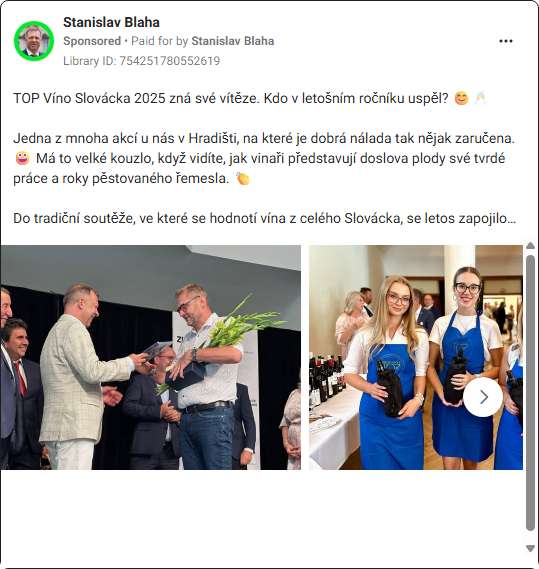 Stanislav Blaha
Sponsored • Paid for by Stanislav Blaha
Library ID: 754251780552619
TOP Víno Slovácka 2025 zná své vítěze. Kdo v letošním ročníku uspěl? 😊 🥂
Jedna z mnoha akcí u nás v Hradišti, na které je dobrá nálada tak nějak zaručena.
🤪 Má to velké kouzlo, když vidíte, jak vinaři představují doslova plody své tvrdé
práce a roky pěstovaného řemesla. 👏
Do tradiční soutěže, ve které se hodnotí vína z celého Slovácka, se letos zapojilo...